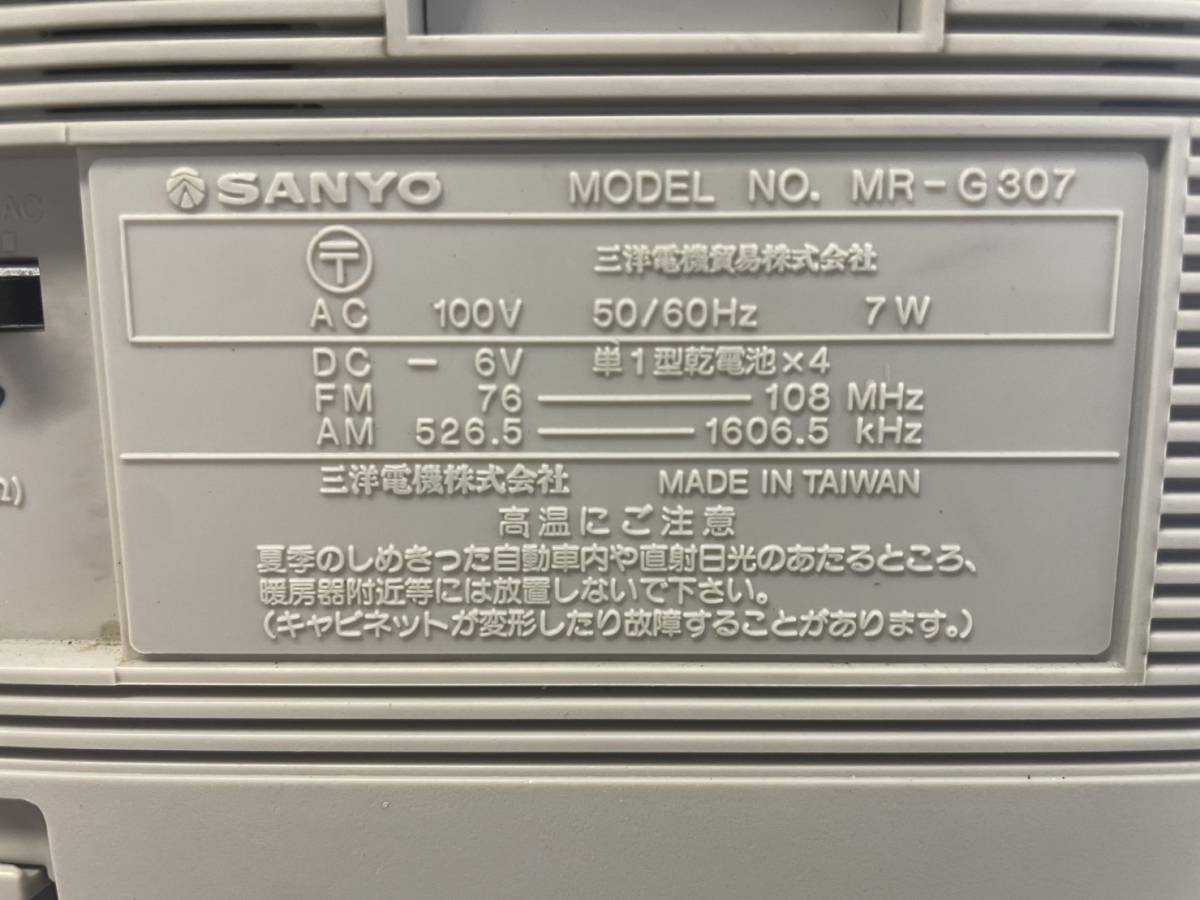 SANYO MODEL NO. MR-G307
〒 三洋電機貿易株式会社
AC 100V 50/60Hz 7W
DC - 6V 単1型乾電池×4
FM 76 — 108 MHz
AM 526.5 — 1606.5 kHz
三洋電機株式会社 MADE IN TAIWAN
高温にご注意
夏季のしめきった自動車内や直射日光のあたるところ、
暖房器附近等には放置しないで下さい。
(キャビネットが変形したり故障することがあります。)
AC
Ω)